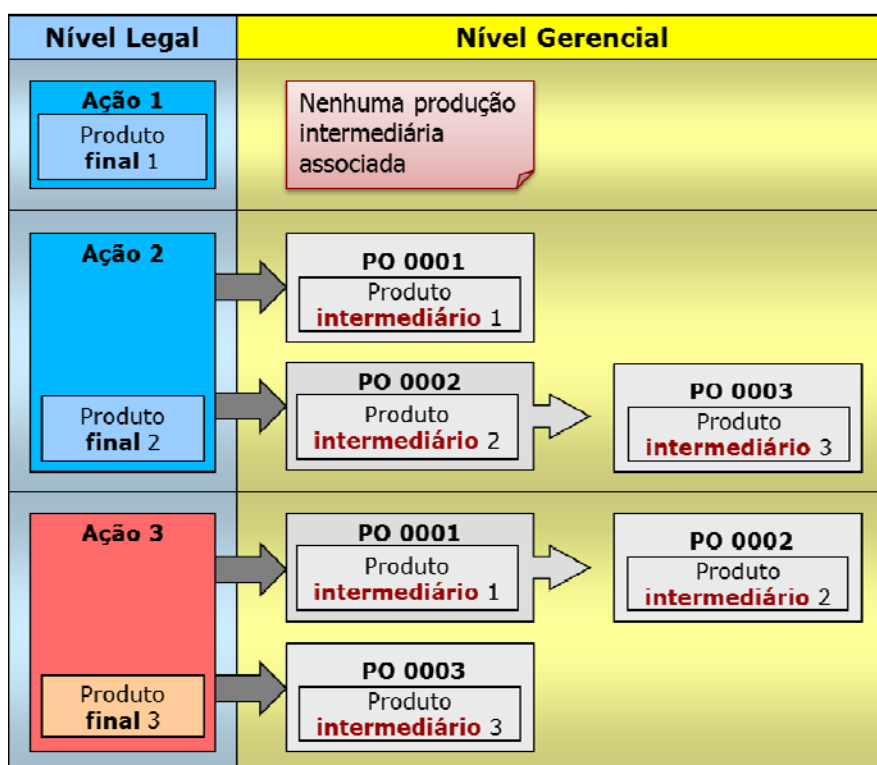 Nível Legal
Nível Gerencial
Ação 1
Produto
final 1
Nenhuma produção
intermediária
associada
Ação 2
Produto
final 2
PO 0001
Produto
intermediário 1
PO 0002
Produto
intermediário 2
PO 0003
Produto
intermediário 3
Ação 3
Produto
final 3
PO 0001
Produto
intermediário 1
PO 0002
Produto
intermediário 2
PO 0003
Produto
intermediário 3